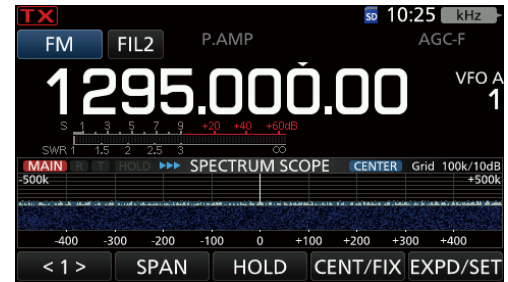 TX SD 10:25 kHz
FM FIL2 P.AMP AGC-F
1295.000.00 VFO A
1
S 1 3 5 7 9 +20 +40 +60dB
SWR 1 1.5 2 2.5 3 ∞
MAIN R T HOLD ▸▸▸ SPECTRUM SCOPE CENTER Grid 100k/10dB
-500k +500k
-400 -300 -200 -100 0 +100 +200 +300 +400
< 1 > SPAN HOLD CENT/FIX EXPD/SET